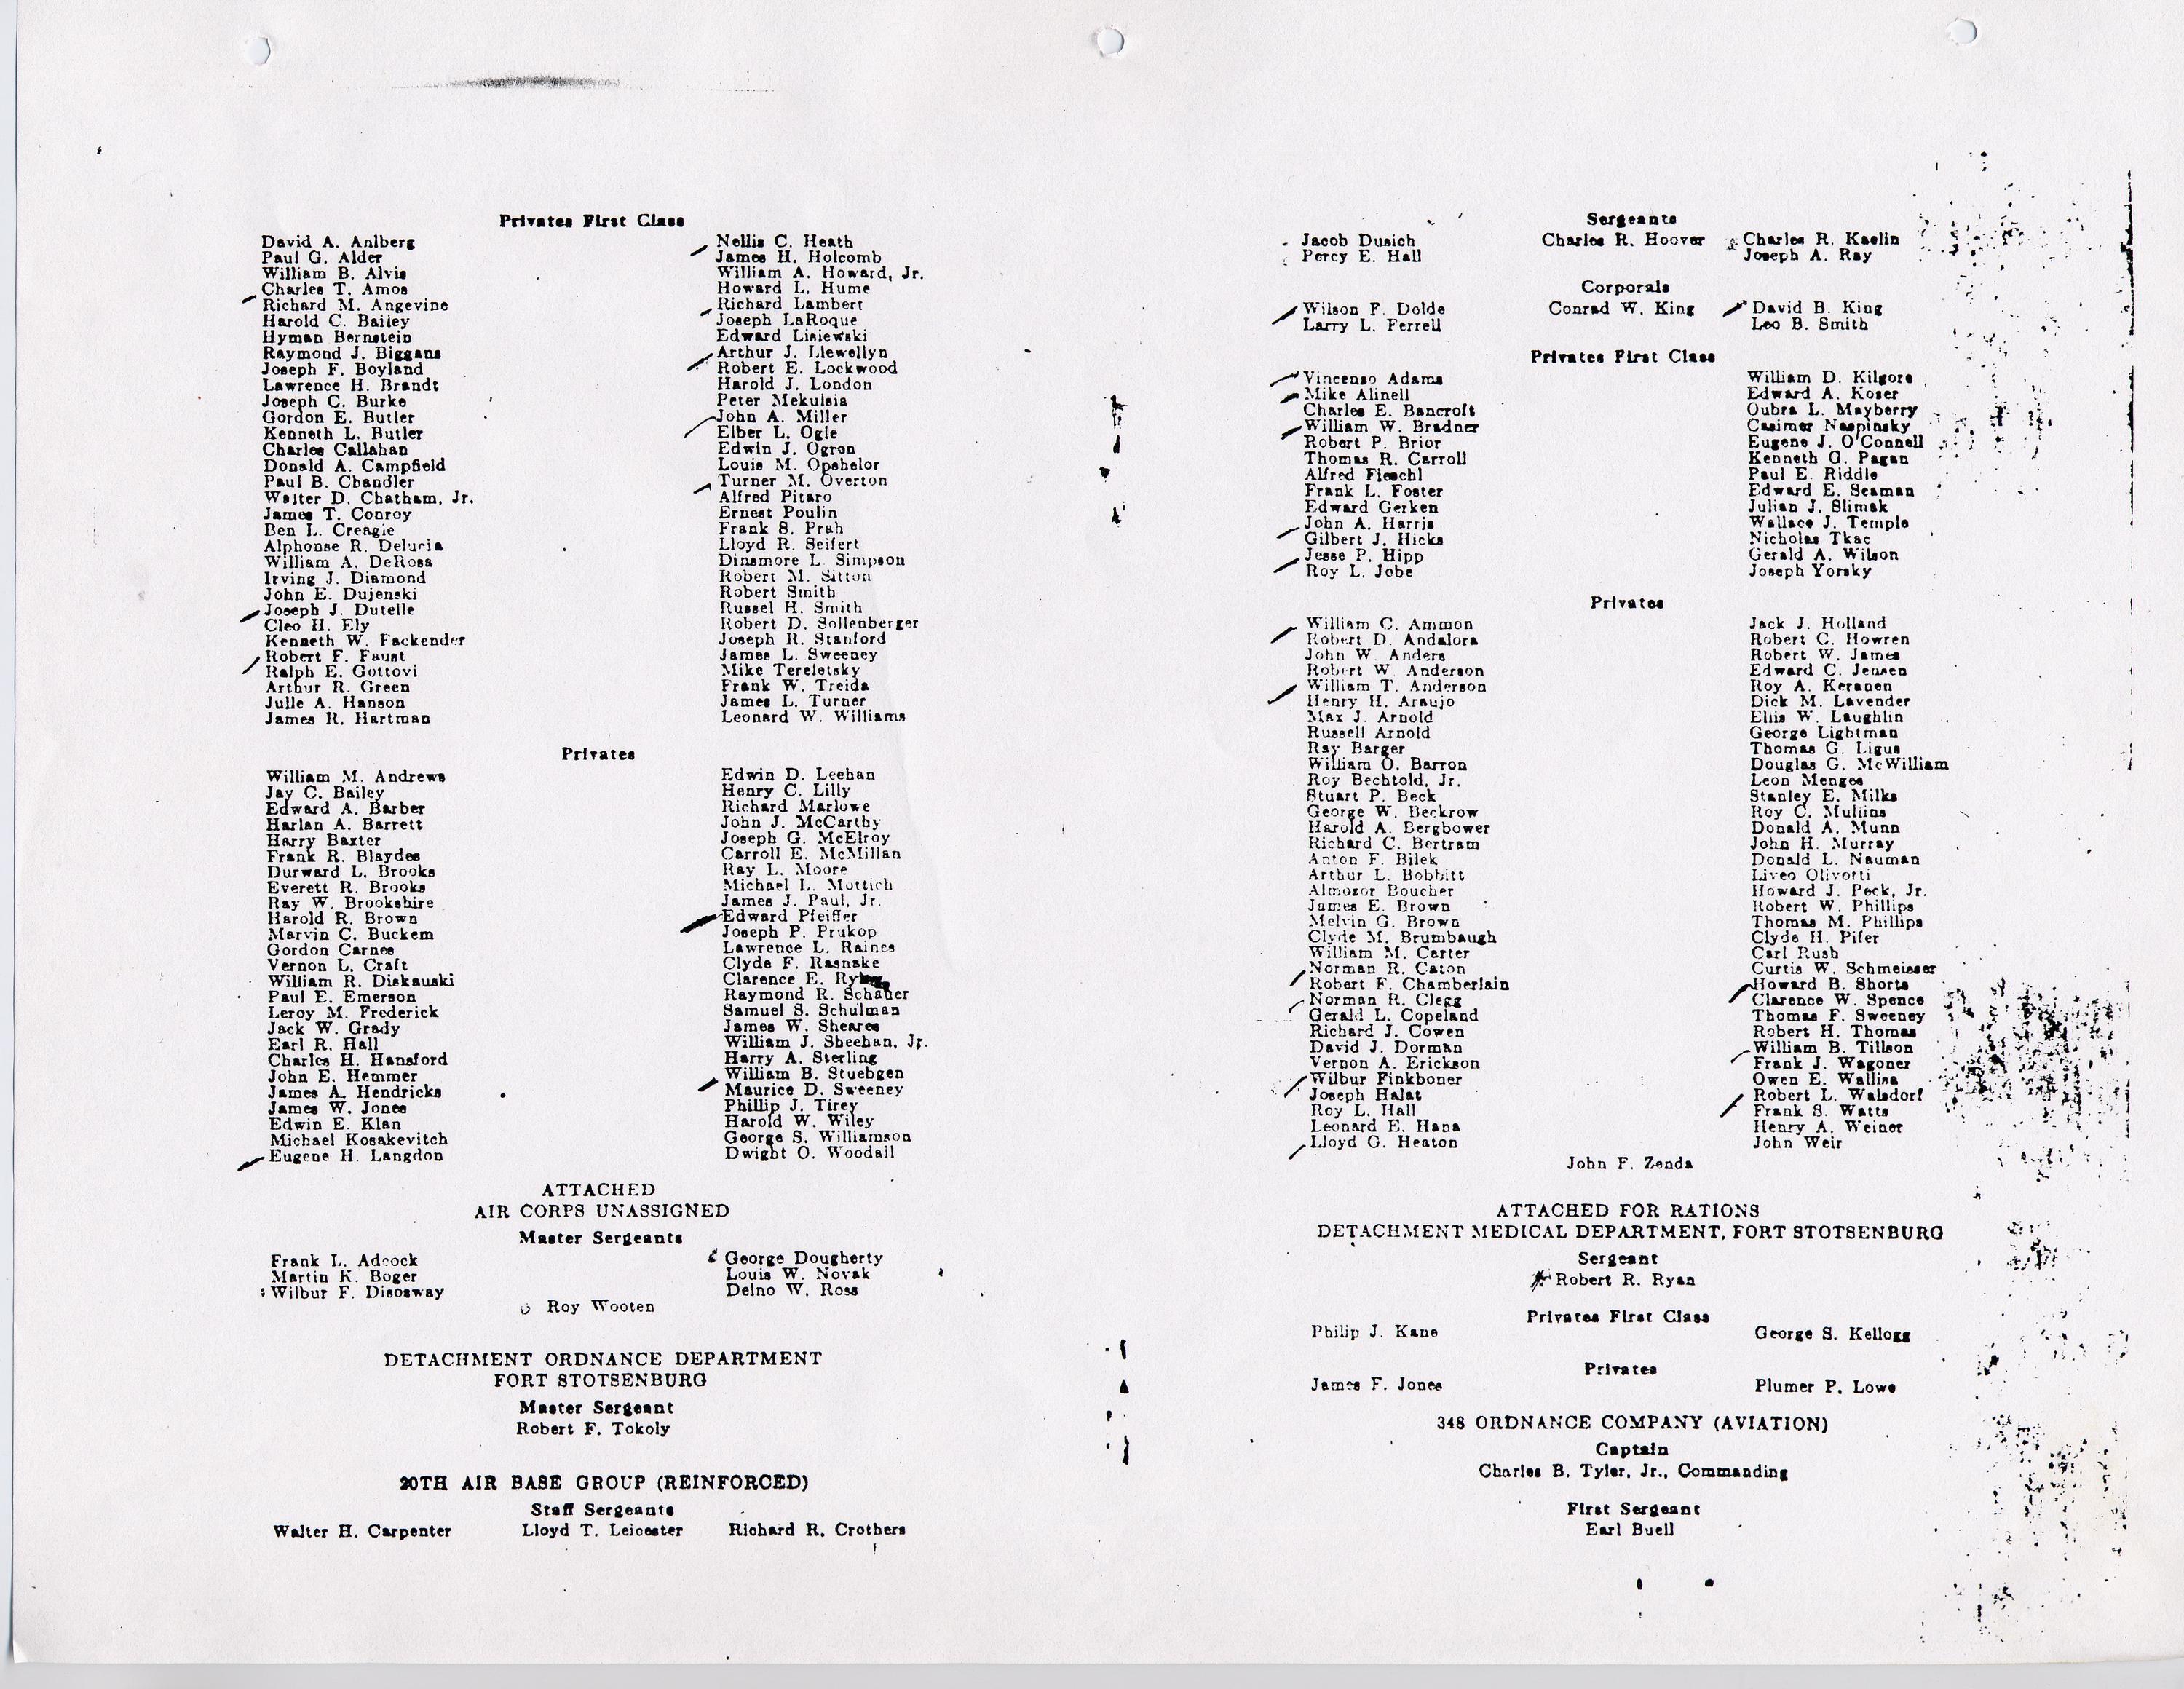 Privates First Class
David A. Anlberg
Paul G. Alder
William B. Alvis
Charles T. Amos
Richard M. Angevine
Harold C. Bailey
Hyman Bernstein
Raymond J. Biggans
Joseph F. Boyland
Lawrence H. Brandt
Joseph C. Burke
Gordon E. Butler
Kenneth L. Butler
Charles Callahan
Donald A. Campfield
Paul B. Chandler
Walter D. Chatham, Jr.
James T. Conroy
Ben L. Creagie
Alphonse R. Delucia
William A. DeRosa
Irving J. Diamond
John E. Dujenski
Joseph J. Dutelle
Cleo H. Ely
Kenneth W. Fackender
Robert F. Faust
Ralph E. Gottovi
Arthur R. Green
Julle A. Hanson
James R. Hartman
Nellis C. Heath
James H. Holcomb
William A. Howard, Jr.
Howard L. Hume
Richard Lambert
Joseph LaRoque
Edward Lisiewski
Arthur J. Llewellyn
Robert E. Lockwood
Harold J. London
Peter Mekulsia
John A. Miller
Elber L. Ogle
Edwin J. Ogron
Louis M. Opshelor
Turner M. Overton
Alfred Pitaro
Ernest Poulin
Frank S. Prah
Lloyd R. Seifert
Dinsmore L. Simpson
Robert M. Sitton
Robert Smith
Russel H. Smith
Robert D. Sollenberger
Joseph R. Stanford
James L. Sweeney
Mike Tereletsky
Frank W. Treida
James L. Turner
Leonard W. Williams
Privates
William M. Andrews
Jay C. Bailey
Edward A. Barber
Harlan A. Barrett
Harry Baxter
Frank R. Blaydes
Durward L. Brooks
Everett R. Brooks
Ray W. Brookshire
Harold R. Brown
Marvin C. Buckem
Gordon Carnes
Vernon L. Craft
William R. Diskauski
Paul E. Emerson
Leroy M. Frederick
Jack W. Grady
Earl R. Hall
Charles H. Hansford
John E. Hemmer
James A. Hendricks
James W. Jones
Edwin E. Klan
Michael Kosakevitch
Eugene H. Langdon
Edwin D. Leehan
Henry C. Lilly
Richard Marlowe
John J. McCarthy
Joseph G. McElroy
Carroll E. McMillan
Ray L. Moore
Michael L. Mottich
James J. Paul, Jr.
Edward Pfeiffer
Joseph P. Prukop
Lawrence L. Raines
Clyde F. Rasnake
Clarence E.
Raymond R. Schauer
Samuel S. Schulman
James W. Sheares
William J. Sheehan, Jr.
Harry A. Sterling
William B. Stuebgen
Maurice D. Sweeney
Phillip J. Tirey
Harold W. Wiley
George S. Williamson
Dwight O. Woodall
ATTACHED
AIR CORPS UNASSIGNED
Master Sergeants
Frank L. Adcock
Martin K. Boger
Wilbur F. Disosway
George Dougherty
Louis W. Novak
Delno W. Ross
Roy Wooten
DETACHMENT ORDNANCE DEPARTMENT
FORT STOTSENBURG
Master Sergeant
Robert F. Tokoly
20TH AIR BASE GROUP (REINFORCED)
Staff Sergeants
Walter H. Carpenter Lloyd T. Leicester Richard R. Crothers
Sergeants
Jacob Dusich Charles R. Hoover Charles R. Kaelin
Percy E. Hall Joseph A. Ray
Corporals
Wilson F. Dolde Conrad W. King David B. King
Larry L. Ferrell Leo B. Smith
Privates First Class
Vincenso Adams
Mike Alinell
Charles E. Bancroft
William W. Bradner
Robert P. Brior
Thomas R. Carroll
Alfred Fieschl
Frank L. Foster
Edward Gerken
John A. Harris
Gilbert J. Hicks
Jesse P. Hipp
Roy L. Jobe
William D. Kilgore
Edward A. Koser
Oubra L. Mayberry
Casimer Naspinsky
Eugene J. O'Connell
Kenneth G. Pagan
Paul E. Riddle
Edward E. Seaman
Julian J. Slimak
Wallace J. Temple
Nicholas Tkac
Gerald A. Wilson
Joseph Yorsky
Privates
William C. Ammon
Robert D. Andalora
John W. Anders
Robert W. Anderson
William T. Anderson
Henry H. Araujo
Max J. Arnold
Russell Arnold
Ray Barger
William O. Barron
Roy Bechtold, Jr.
Stuart P. Beck
George W. Beckrow
Harold A. Bergbower
Richard C. Bertram
Anton F. Bilek
Arthur L. Bobbitt
Almozor Boucher
James E. Brown
Melvin G. Brown
Clyde M. Brumbaugh
William M. Carter
Norman R. Caton
Robert F. Chamberlain
Norman R. Clegg
Gerald L. Copeland
Richard J. Cowen
David J. Dorman
Vernon A. Erickson
Wilbur Finkboner
Joseph Halat
Roy L. Hall
Leonard E. Hana
Lloyd G. Heaton
Jack J. Holland
Robert C. Howren
Robert W. James
Edward C. Jensen
Roy A. Keranen
Dick M. Lavender
Ellis W. Laughlin
George Lightman
Thomas G. Ligus
Douglas G. McWilliam
Leon Menges
Stanley E. Milks
Roy C. Mullins
Donald A. Munn
John H. Murray
Donald L. Nauman
Liveo Olivotti
Howard J. Peck, Jr.
Robert W. Phillips
Thomas M. Phillips
Clyde H. Pifer
Carl Rush
Curtis W. Schmeisser
Howard B. Shorts
Clarence W. Spence
Thomas F. Sweeney
Robert H. Thomas
William B. Tillson
Frank J. Wagoner
Owen E. Wallisa
Robert L. Walsdorf
Frank S. Watts
Henry A. Weiner
John Weir
John F. Zenda
ATTACHED FOR RATIONS
DETACHMENT MEDICAL DEPARTMENT, FORT STOTSENBURG
Sergeant
Robert R. Ryan
Privates First Class
Philip J. Kane George S. Kellogg
Privates
James F. Jones Plumer P. Lowe
348 ORDNANCE COMPANY (AVIATION)
Captain
Charles B. Tyler, Jr., Commanding
First Sergeant
Earl Buell